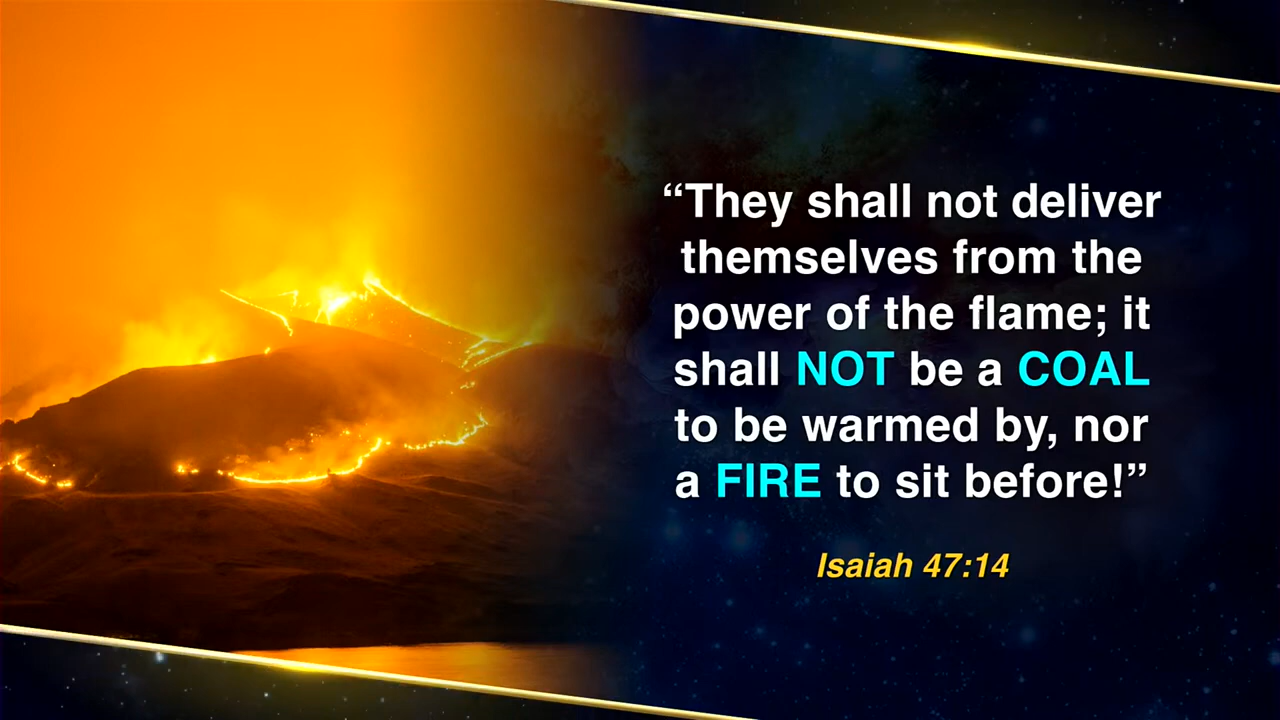 “They shall not deliver
themselves from the
power of the flame; it
shall NOT be a COAL
to be warmed by, nor
a FIRE to sit before!”
Isaiah 47:14